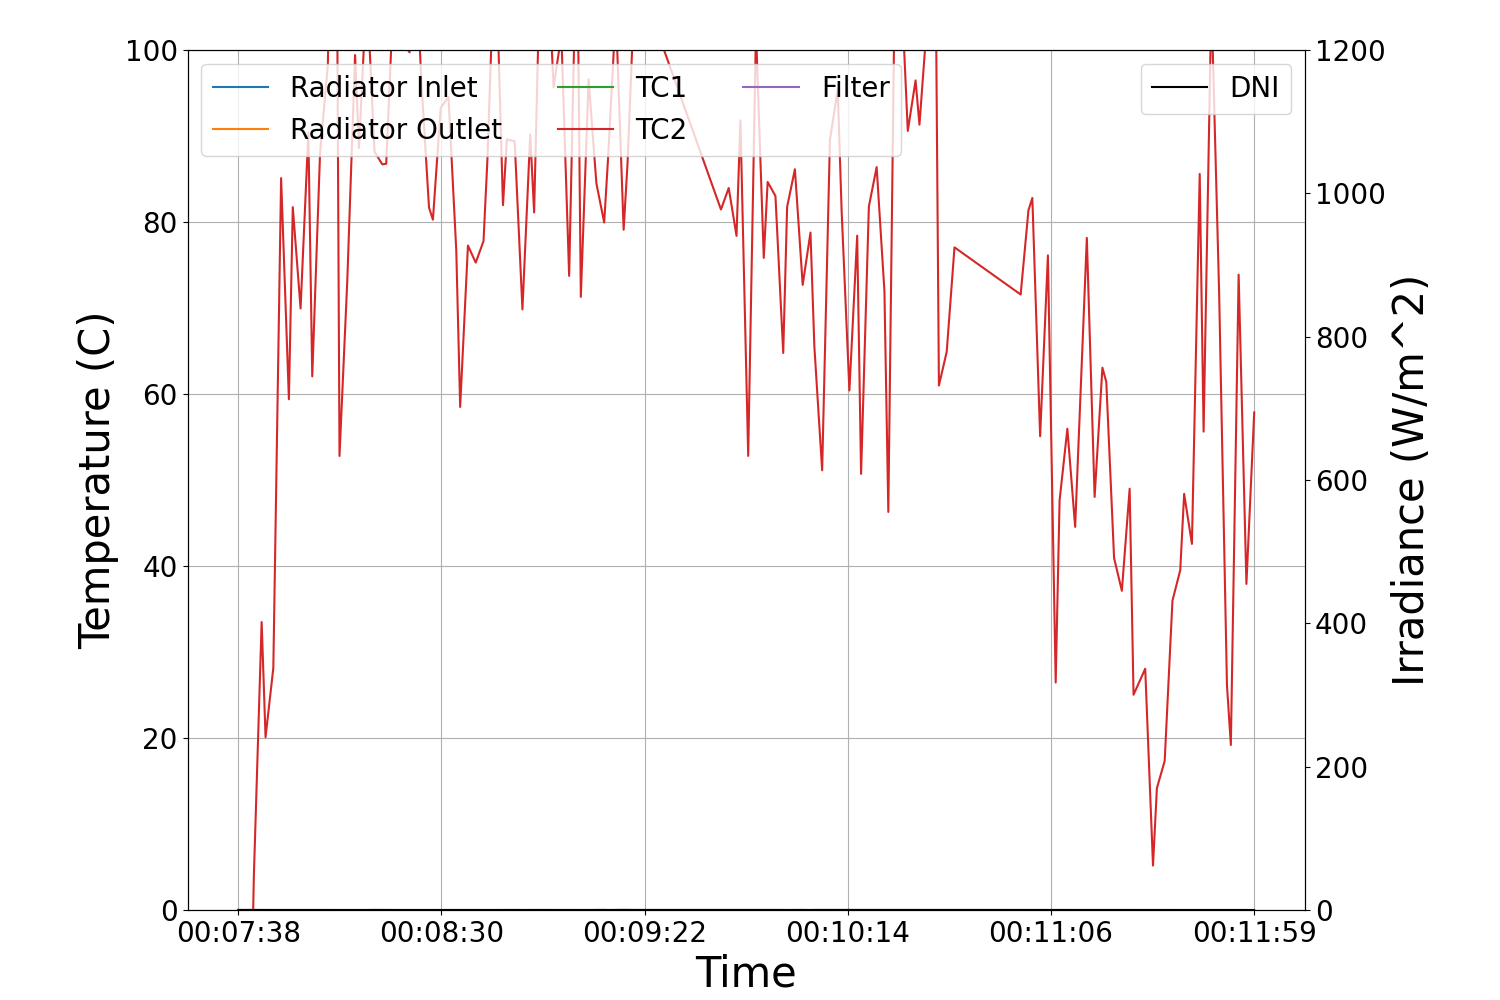 100
80
60
40
20
0
Temperature (C)
Radiator Inlet
Radiator Outlet
TC1
TC2
Filter
DNI
1200
1000
800
600
400
200
0
Irradiance (W/m^2)
00:07:38 00:08:30 00:09:22 00:10:14 00:11:06 00:11:59
Time